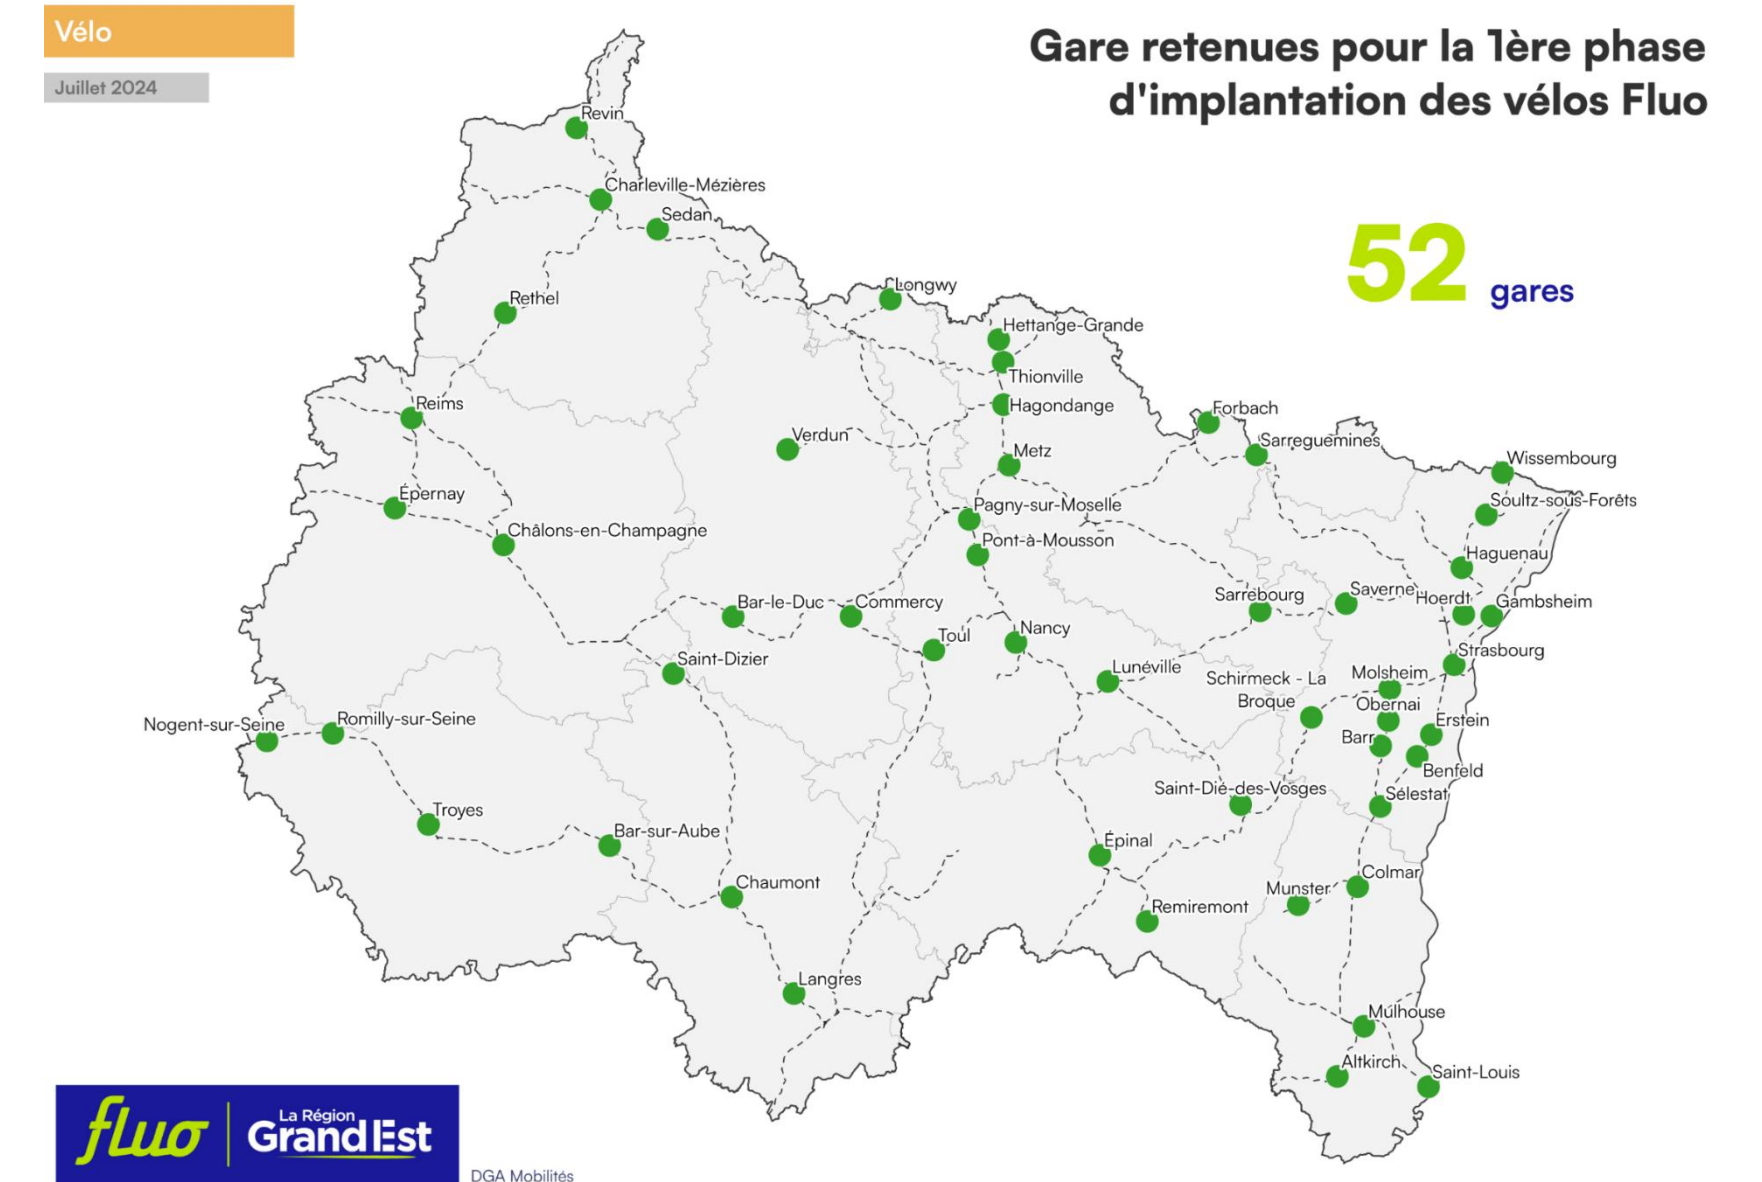 Vélo
Juillet 2024
Gare retenues pour la 1ère phase
d'implantation des vélos Fluo
52 gares
Revin
Charleville-Mézières
Sedan
Longwy
Rethel
Hettange-Grande
Thionville
Hagondange
Reims
Forbach
Verdun
Sarreguemines
Metz
Wissembourg
Épernay
Soultz-sous-Forêts
Pagny-sur-Moselle
Châlons-en-Champagne
Pont-à-Mousson
Haguenau
Saverne
Sarrebourg
Hoerdt
Gambsheim
Bar-le-Duc
Commercy
Nancy
Toul
Strasbourg
Saint-Dizier
Lunéville
Molsheim
Schirmeck - La
Broque
Obernai
Nogent-sur-Seine
Romilly-sur-Seine
Erstein
Barr
Benfeld
Saint-Dié-des-Vosges
Sélestat
Troyes
Bar-sur-Aube
Épinal
Colmar
Chaumont
Munster
Remiremont
Langres
Mulhouse
Altkirch
Saint-Louis
fluo
La Région
Grand Est
DGA Mobilités